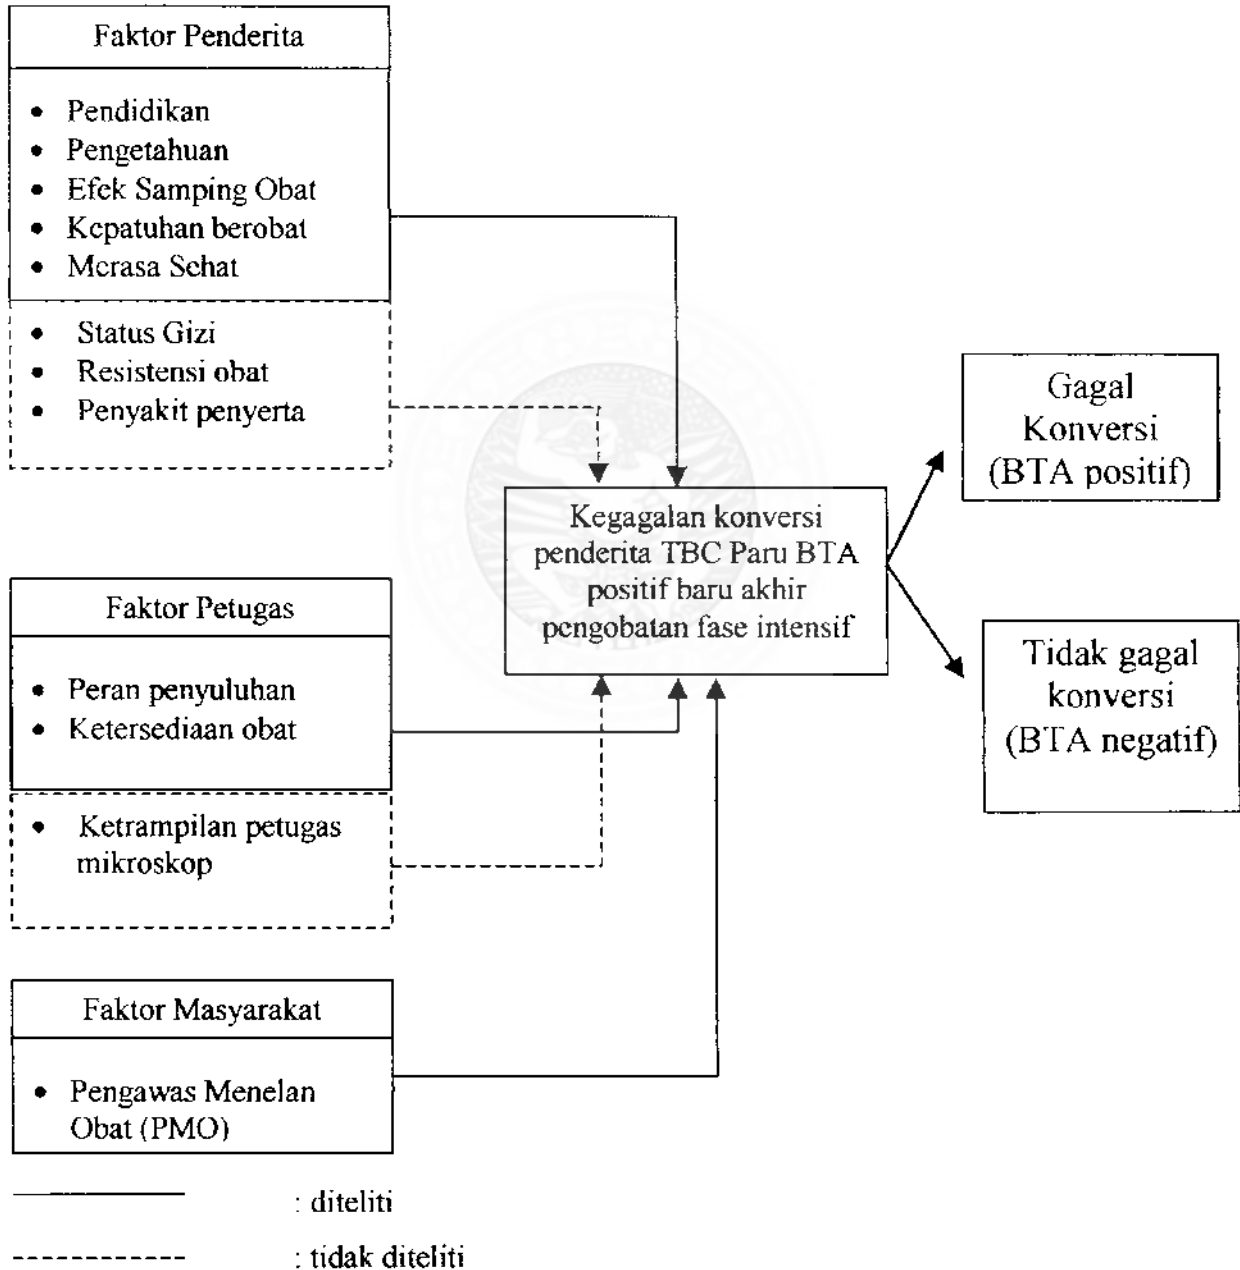 Faktor Penderita
• Pendidikan
• Pengetahuan
• Efek Samping Obat
• Kepatuhan berobat
• Merasa Sehat
• Status Gizi
• Resistensi obat
• Penyakit penyerta
Kegagalan konversi
penderita TBC Paru BTA
positif baru akhir
pengobatan fase intensif
Gagal
Konversi
(BTA positif)
Tidak gagal
konversi
(BTA negatif)
Faktor Petugas
• Peran penyuluhan
• Ketersediaan obat
• Ketrampilan petugas
mikroskop
Faktor Masyarakat
• Pengawas Menelan
Obat (PMO)
: diteliti
: tidak diteliti